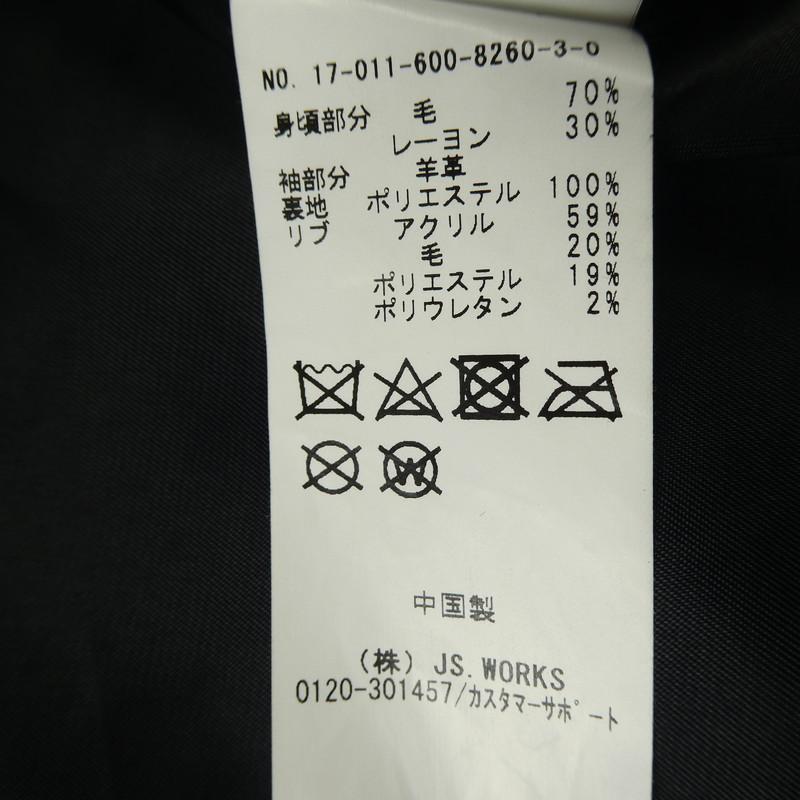 NO. 17-011-600-8260-3-0
身頃部分 毛 70%
レーヨン 30%
袖部分 羊革
裏地 ポリエステル 100%
リブ アクリル 59%
毛 20%
ポリエステル 19%
ポリウレタン 2%
W
中国製
(株) JS.WORKS
0120-301457/カスタマーサポート